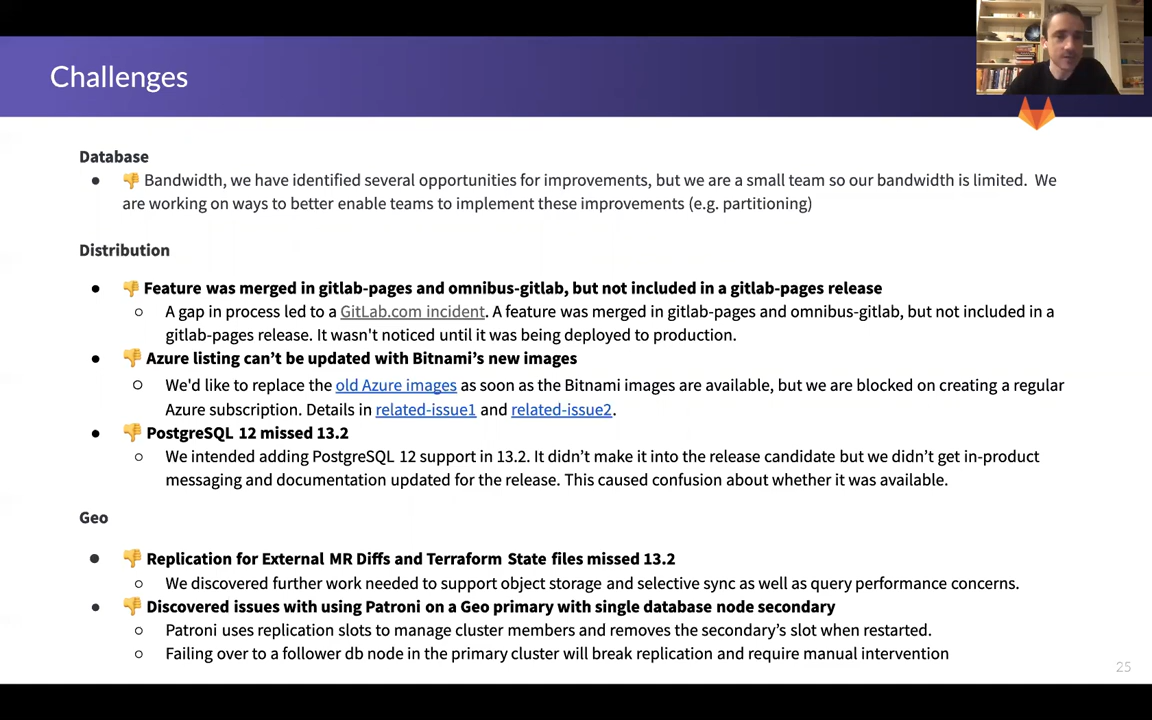 Challenges
Database
● 👎 Bandwidth, we have identified several opportunities for improvements, but we are a small team so our bandwidth is limited. We
are working on ways to better enable teams to implement these improvements (e.g. partitioning)
Distribution
● 👎 Feature was merged in gitlab-pages and omnibus-gitlab, but not included in a gitlab-pages release
○ A gap in process led to a GitLab.com incident. A feature was merged in gitlab-pages and omnibus-gitlab, but not included in a
gitlab-pages release. It wasn't noticed until it was being deployed to production.
● 👎 Azure listing can’t be updated with Bitnami’s new images
○ We'd like to replace the old Azure images as soon as the Bitnami images are available, but we are blocked on creating a regular
Azure subscription. Details in related-issue1 and related-issue2.
● 👎 PostgreSQL 12 missed 13.2
○ We intended adding PostgreSQL 12 support in 13.2. It didn’t make it into the release candidate but we didn’t get in-product
messaging and documentation updated for the release. This caused confusion about whether it was available.
Geo
● 👎 Replication for External MR Diffs and Terraform State files missed 13.2
○ We discovered further work needed to support object storage and selective sync as well as query performance concerns.
● 👎 Discovered issues with using Patroni on a Geo primary with single database node secondary
○ Patroni uses replication slots to manage cluster members and removes the secondary’s slot when restarted.
○ Failing over to a follower db node in the primary cluster will break replication and require manual intervention
25